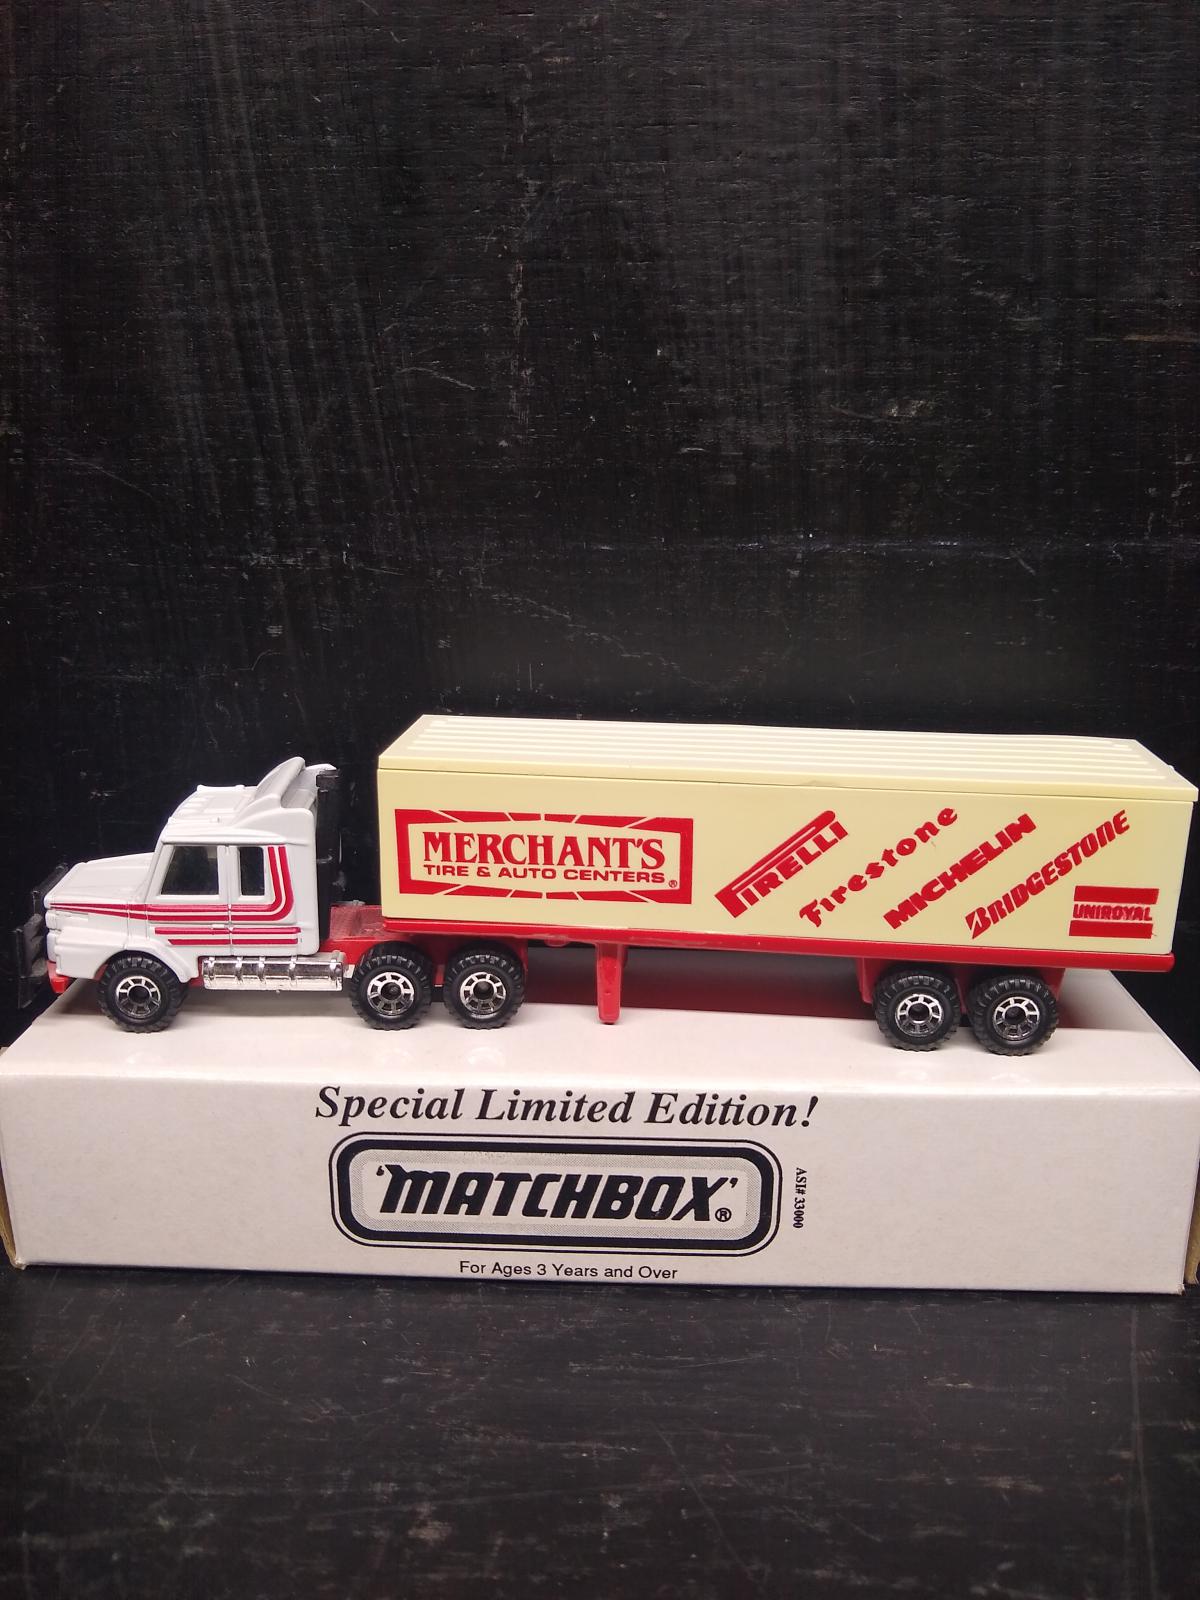 MERCHANT'S
TIRE & AUTO CENTERS®
PIRELLI
Firestone
MICHELIN
BRIDGESTONE
UNIROYAL
Special Limited Edition!
'MATCHBOX'®
ASI# 33000
For Ages 3 Years and Over